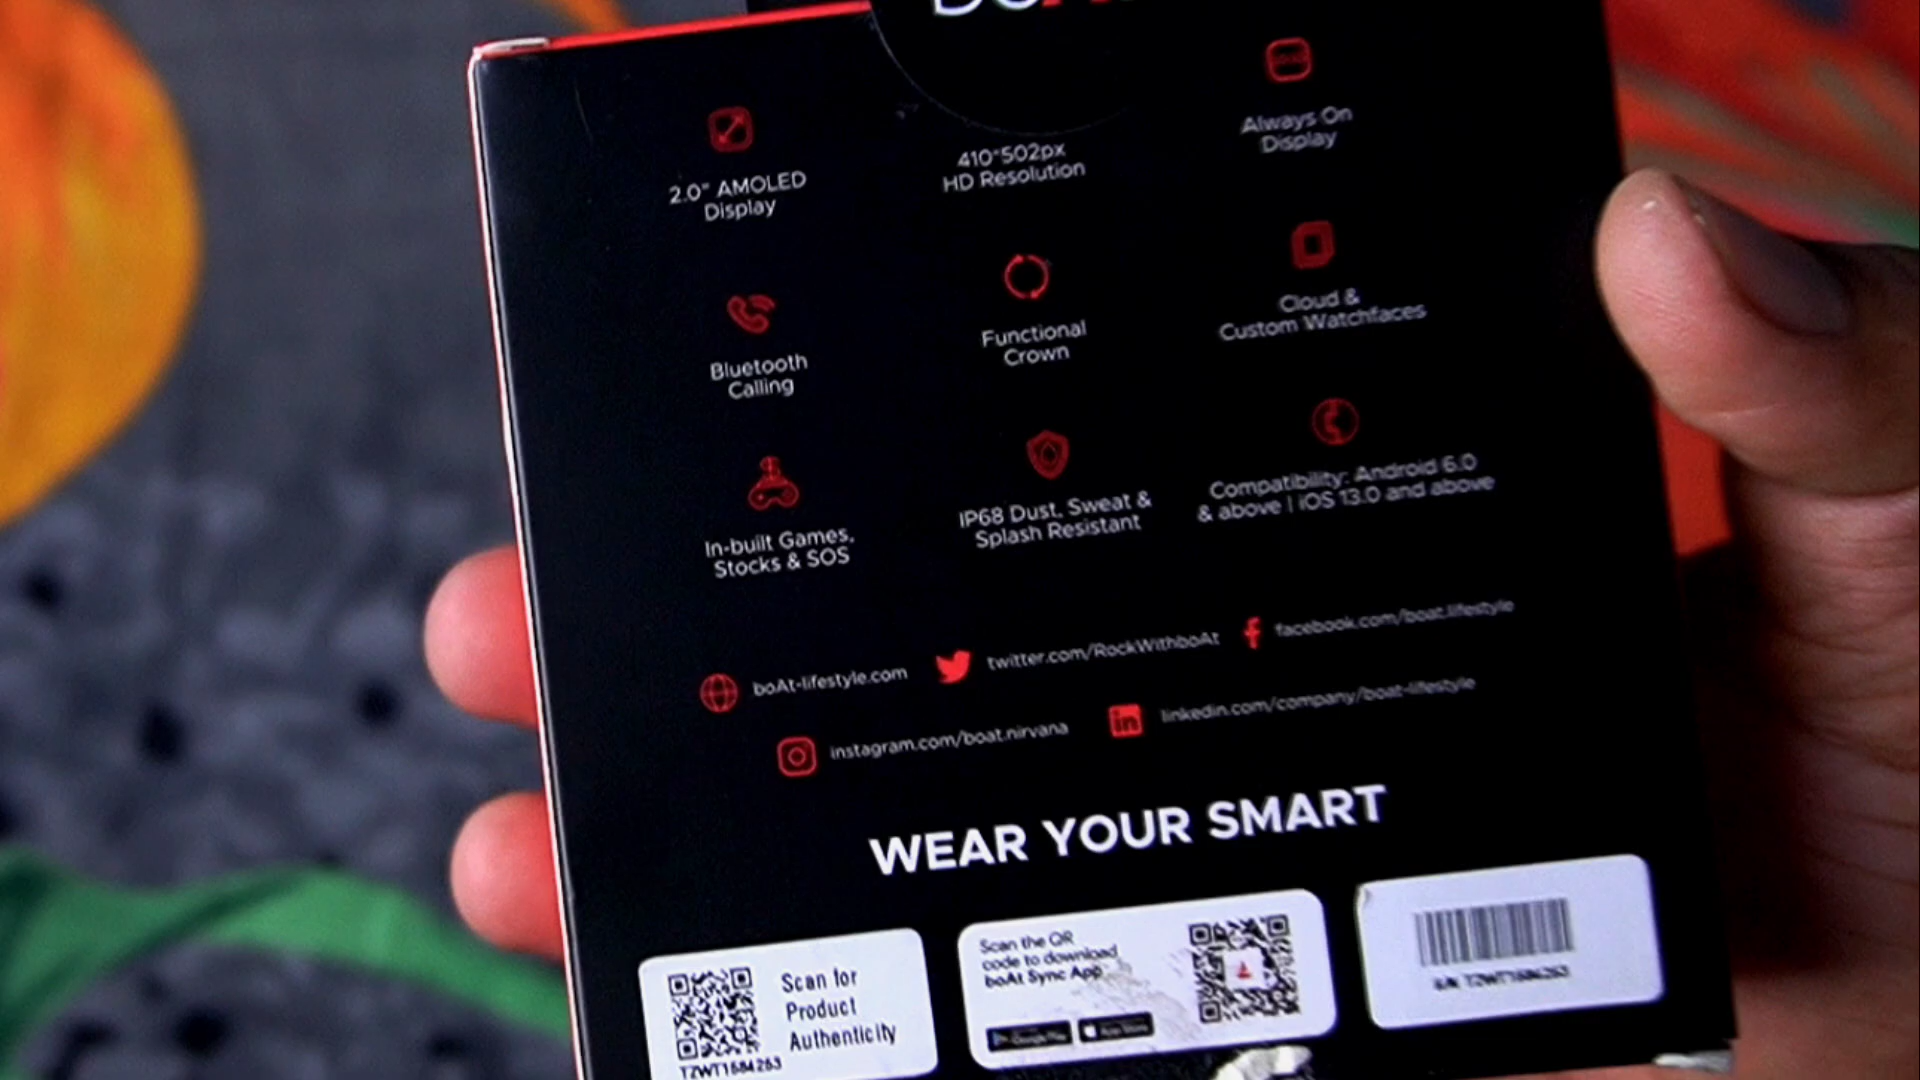 boAt
410*502px
HD Resolution
Always On
Display
2.0" AMOLED
Display
Bluetooth
Calling
Functional
Crown
Cloud &
Custom Watchfaces
In-built Games,
Stocks & SOS
IP68 Dust, Sweat &
Splash Resistant
Compatibility: Android 6.0
& above | iOS 13.0 and above
boAt-lifestyle.com
twitter.com/RockWithboAt
facebook.com/boat.lifestyle
instagram.com/boat.nirvana
linkedin.com/company/boat-lifestyle
WEAR YOUR SMART
Scan for
Product
Authenticity
TZWT1584263
Scan the QR
code to download
boAt Sync App
Google Play
App Store
S/N: TZWT1584263